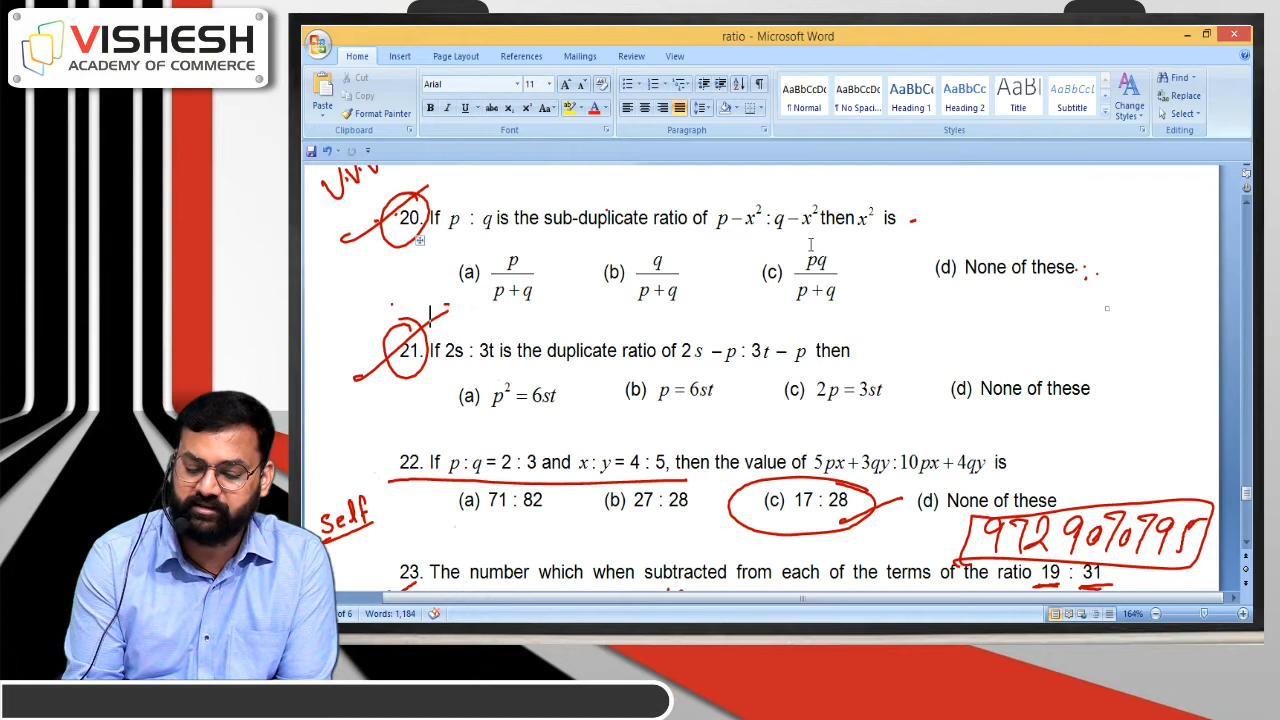 VISHESH
ACADEMY OF COMMERCE
ratio - Microsoft Word
Home Insert Page Layout References Mailings Review View
Paste
Cut
Copy
Format Painter
Clipboard
Arial 11
Font
Paragraph
AaBbCcDc AaBbCcDc AaBbCc AaBbCc AaBl AaBbCc
¶ Normal ¶ No Spaci... Heading 1 Heading 2 Title Subtitle
Change Styles
Styles
Find
Replace
Select
Editing
V.V.V
20. If p : q is the sub-duplicate ratio of p − x² : q − x² then x² is
(a) p/(p + q) (b) q/(p + q) (c) pq/(p + q) (d) None of these
21. If 2s : 3t is the duplicate ratio of 2s − p : 3t − p then
(a) p² = 6st (b) p = 6st (c) 2p = 3st (d) None of these
22. If p : q = 2 : 3 and x : y = 4 : 5, then the value of 5px + 3qy : 10px + 4qy is
(a) 71 : 82 (b) 27 : 28 (c) 17 : 28 (d) None of these
self
9729070795
23. The number which when subtracted from each of the terms of the ratio 19 : 31
of 6 Words: 1,184 164%